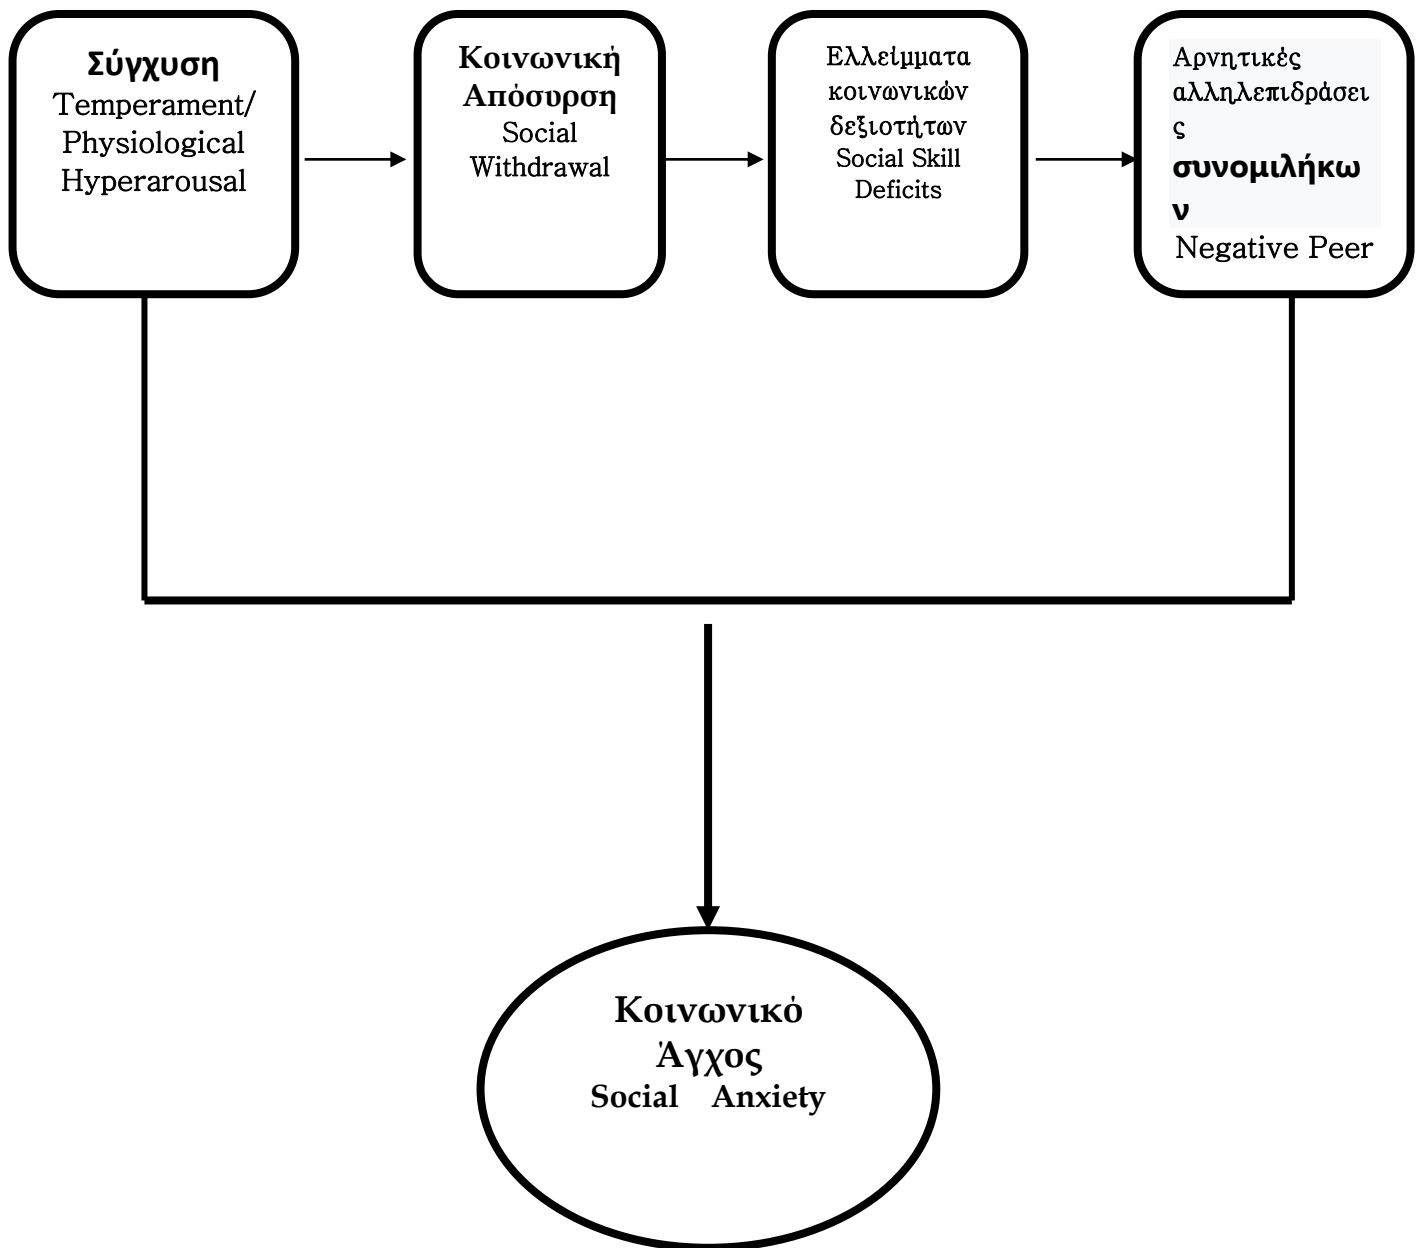 Σύγχυση
Temperament/
Physiological
Hyperarousal
Κοινωνική
Απόσυρση
Social
Withdrawal
Ελλείμματα
κοινωνικών
δεξιοτήτων
Social Skill
Deficits
Αρνητικές
αλληλεπιδράσει
ς
συνομιλήκω
ν
Negative Peer
Κοινωνικό
Άγχος
Social Anxiety